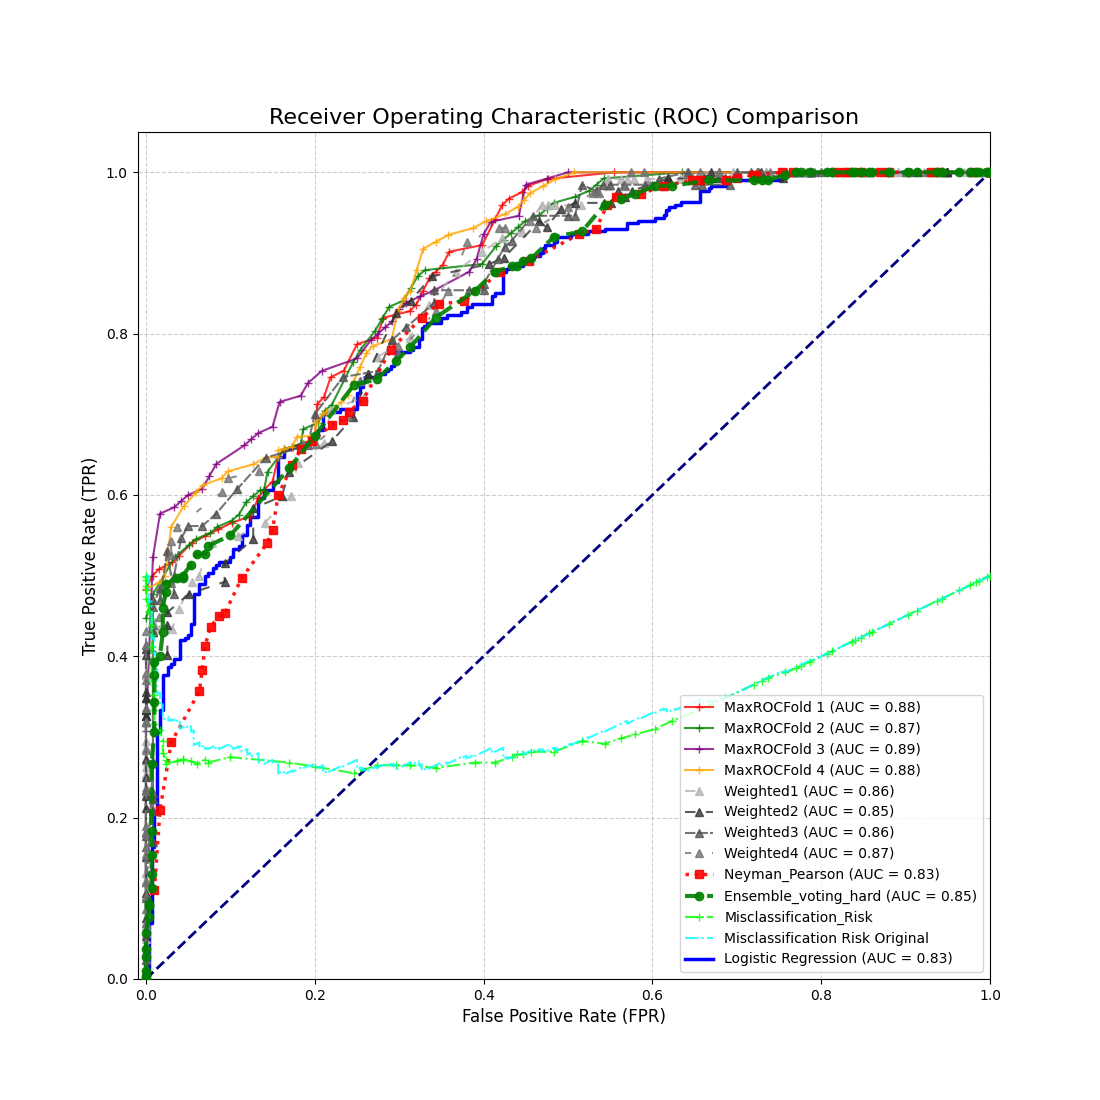 Receiver Operating Characteristic (ROC) Comparison
True Positive Rate (TPR)
1.0
0.8
0.6
0.4
0.2
0.0
MaxROCFold 1 (AUC = 0.88)
MaxROCFold 2 (AUC = 0.87)
MaxROCFold 3 (AUC = 0.89)
MaxROCFold 4 (AUC = 0.88)
Weighted1 (AUC = 0.86)
Weighted2 (AUC = 0.85)
Weighted3 (AUC = 0.86)
Weighted4 (AUC = 0.87)
Neyman_Pearson (AUC = 0.83)
Ensemble_voting_hard (AUC = 0.85)
Misclassification_Risk
Misclassification Risk Original
Logistic Regression (AUC = 0.83)
0.0 0.2 0.4 0.6 0.8 1.0
False Positive Rate (FPR)